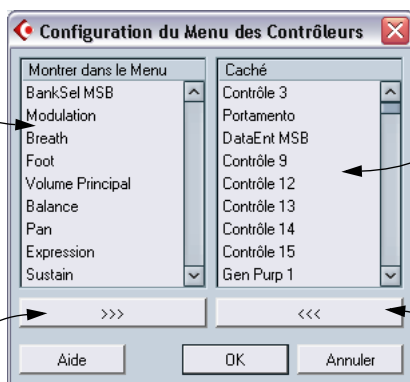 Configuration du Menu des Contrôleurs
Montrer dans le Menu
BankSel MSB
Modulation
Breath
Foot
Volume Principal
Balance
Pan
Expression
Sustain
Caché
Contrôle 3
Portamento
DataEnt MSB
Contrôle 9
Contrôle 12
Contrôle 13
Contrôle 14
Contrôle 15
Gen Purp 1
>>>
<<<
Aide
OK
Annuler